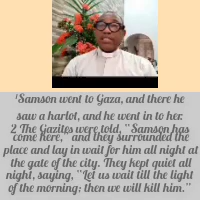 ¹Samson went to Gaza, and there he
saw a harlot, and he went in to her.
2 The Gazites were told, "Samson has
come here," and they surrounded the
place and lay in wait for him all night at
the gate of the city. They kept quiet all
night, saying, "Let us wait till the light
of the morning; then we will kill him."